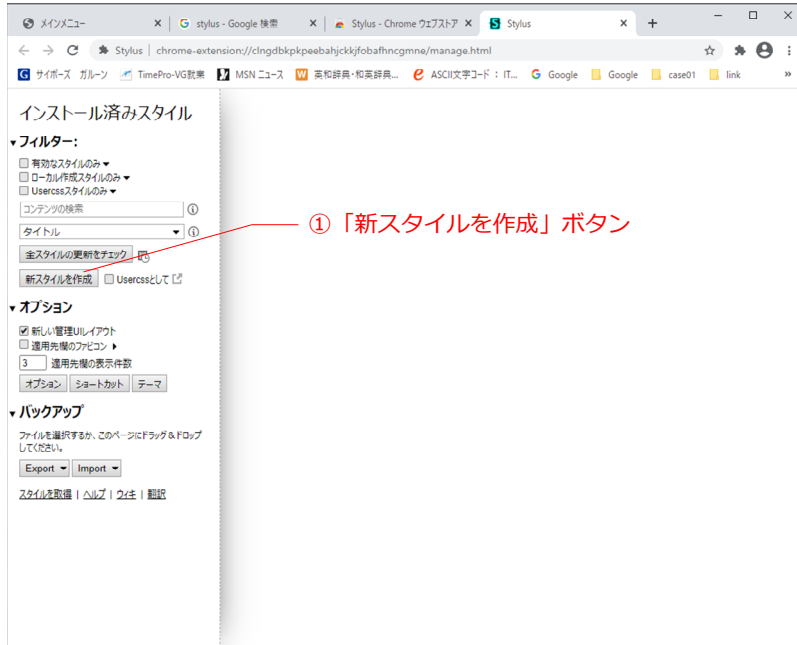 メインメニュー
stylus - Google 検索
Stylus - Chrome ウェブストア
Stylus
Stylus | chrome-extension://clngdbkpkpeebahjckkjfobafhncgmne/manage.html
サイボーズ ガルーン
TimePro-VG就業
MSN ニュース
英和辞典・和英辞典...
ASCII文字コード : IT...
Google
Google
case01
link
»
インストール済みスタイル
フィルター:
有効なスタイルのみ
ローカル作成スタイルのみ
Usercssスタイルのみ
コンテンツの検索
タイトル
全スタイルの更新をチェック
新スタイルを作成 Usercssとして
①「新スタイルを作成」ボタン
オプション
新しい管理UIレイアウト
適用先欄のファビコン
3 適用先欄の表示件数
オプション ショートカット テーマ
バックアップ
ファイルを選択するか、このページにドラッグ&ドロップ
してください。
Export Import
スタイルを取得 | ヘルプ | ウィキ | 翻訳